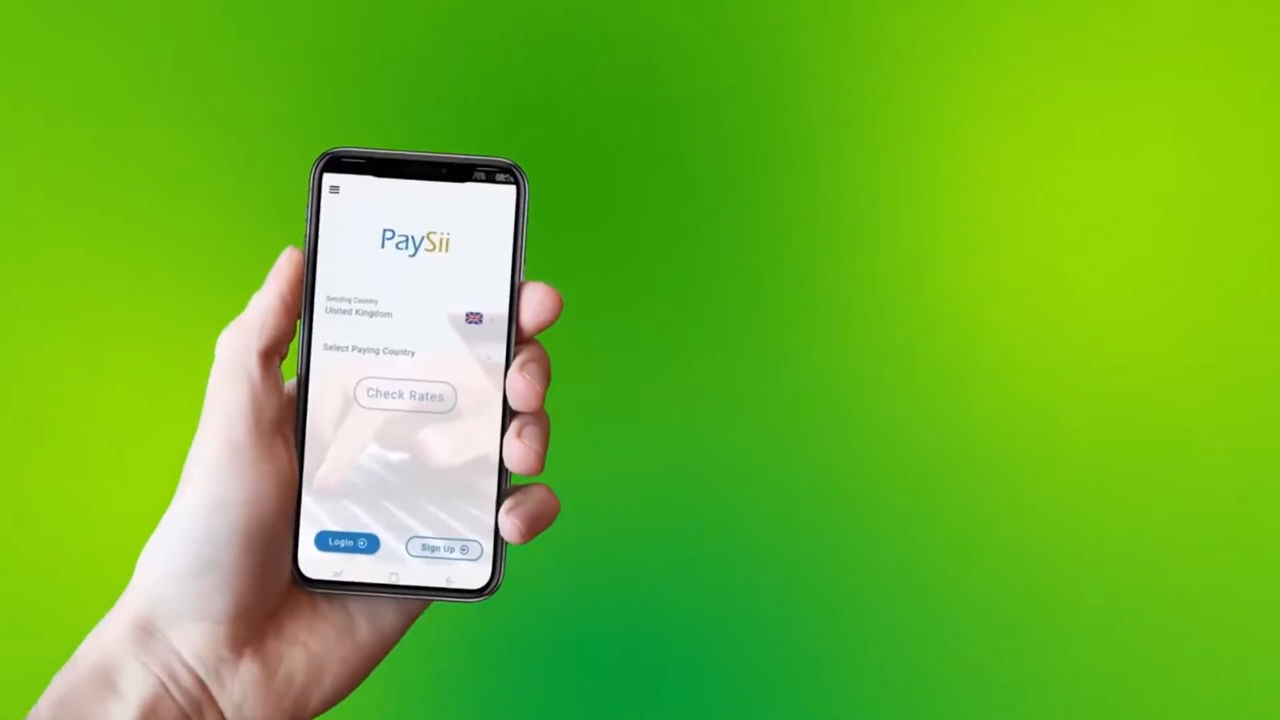 PaySii
Sending Country
United Kingdom
Select Paying Country
Check Rates
Login
Sign Up